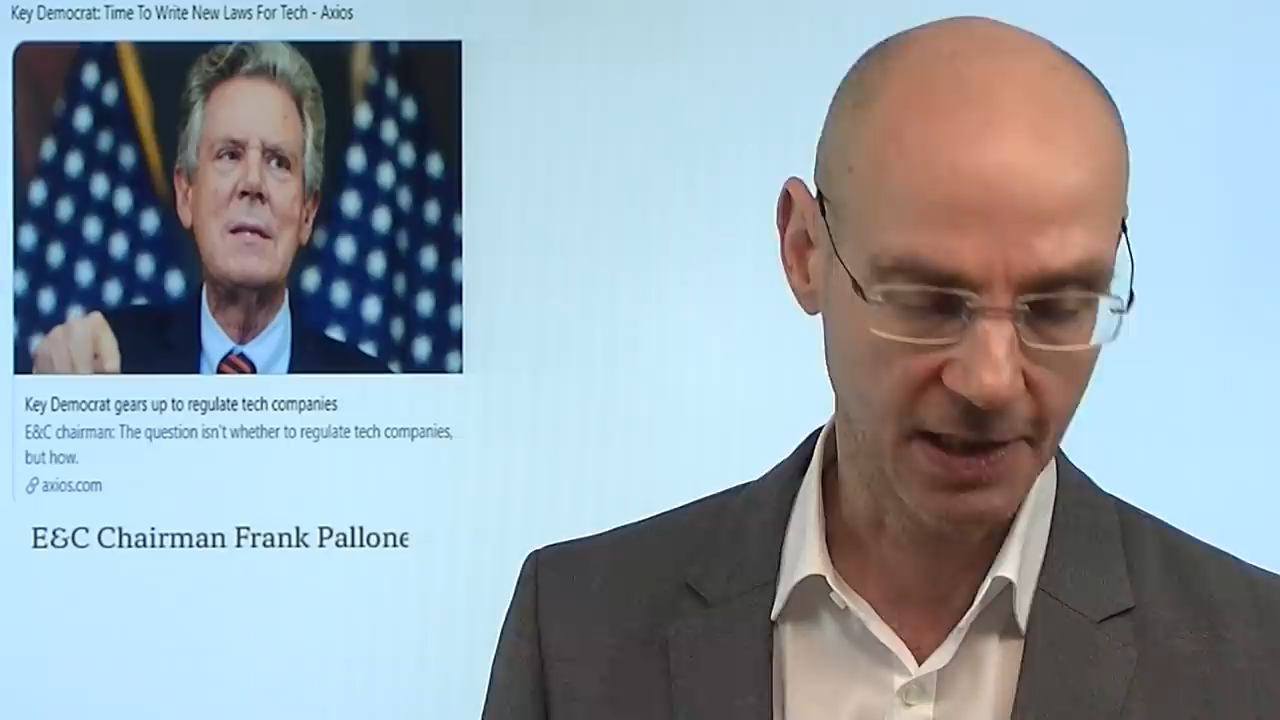 Key Democrat: Time To Write New Laws For Tech - Axios
Key Democrat gears up to regulate tech companies
E&C chairman: The question isn't whether to regulate tech companies,
but how.
axios.com
E&C Chairman Frank Pallone